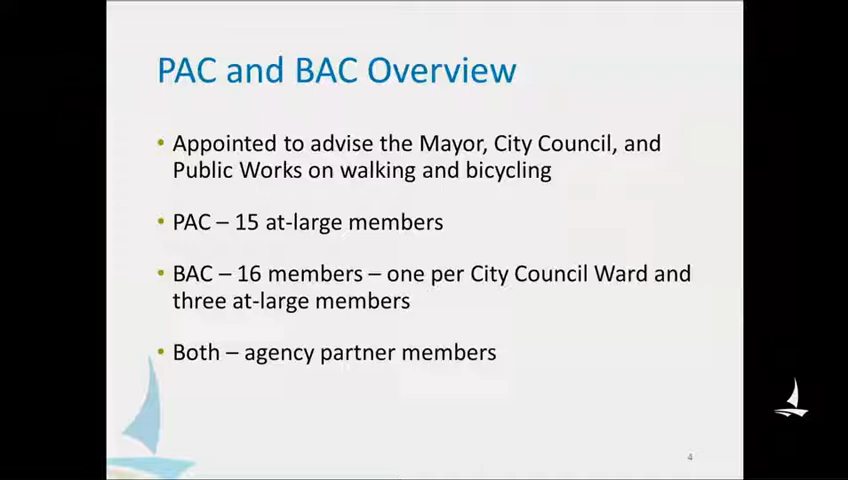 PAC and BAC Overview
• Appointed to advise the Mayor, City Council, and
Public Works on walking and bicycling
• PAC – 15 at-large members
• BAC – 16 members – one per City Council Ward and
three at-large members
• Both – agency partner members
4